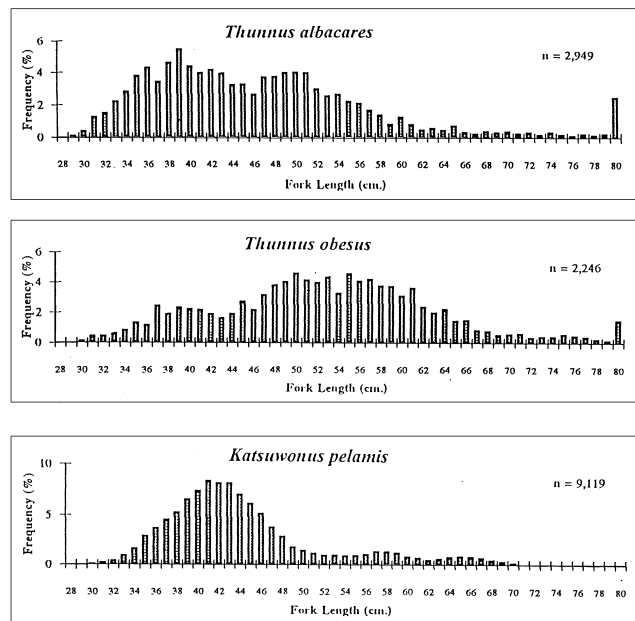 Thunnus albacares
n = 2,949
Frequency (%)
6
4
2
0
28 30 32 34 36 38 40 42 44 46 48 50 52 54 56 58 60 62 64 66 68 70 72 74 76 78 80
Fork Length (cm.)
Thunnus obesus
n = 2,246
Frequency (%)
6
4
2
0
28 30 32 34 36 38 40 42 44 46 48 50 52 54 56 58 60 62 64 66 68 70 72 74 76 78 80
Fork Length (cm.)
Katsuwonus pelamis
n = 9,119
Frequency (%)
10
5
0
28 30 32 34 36 38 40 42 44 46 48 50 52 54 56 58 60 62 64 66 68 70 72 74 76 78 80
Fork Length (cm.)